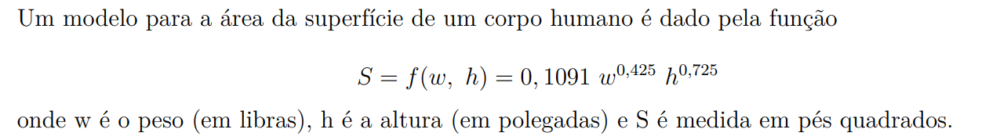 Um modelo para a área da superfície de um corpo humano é dado pela função
S = f(w, h) = 0, 1091 w^{0,425} h^{0,725}
onde w é o peso (em libras), h é a altura (em polegadas) e S é medida em pés quadrados.